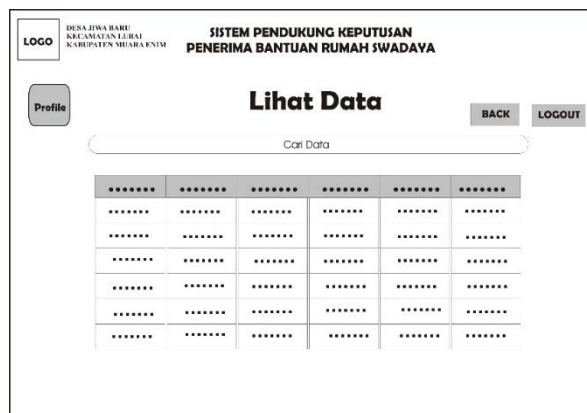 LOGO
DESA JIWA BARU
KECAMATAN LUBAI
KABUPATEN MUARA ENIM
SISTEM PENDUKUNG KEPUTUSAN
PENERIMA BANTUAN RUMAH SWADAYA
Profile
Lihat Data
BACK
LOGOUT
Cari Data